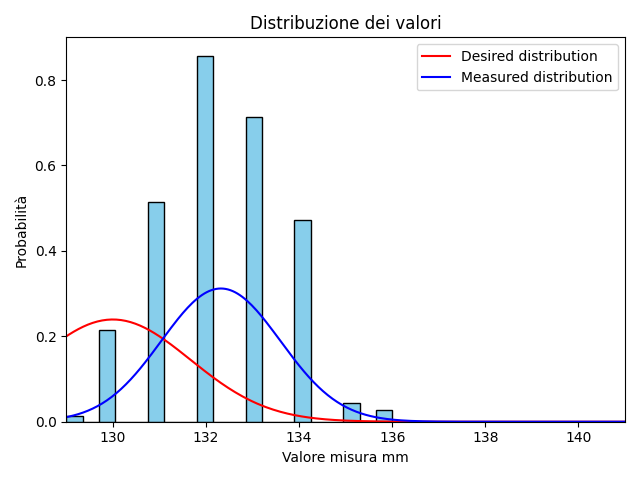 Distribuzione dei valori
Desired distribution
Measured distribution
Probabilità
0.8
0.6
0.4
0.2
0.0
130 132 134 136 138 140
Valore misura mm